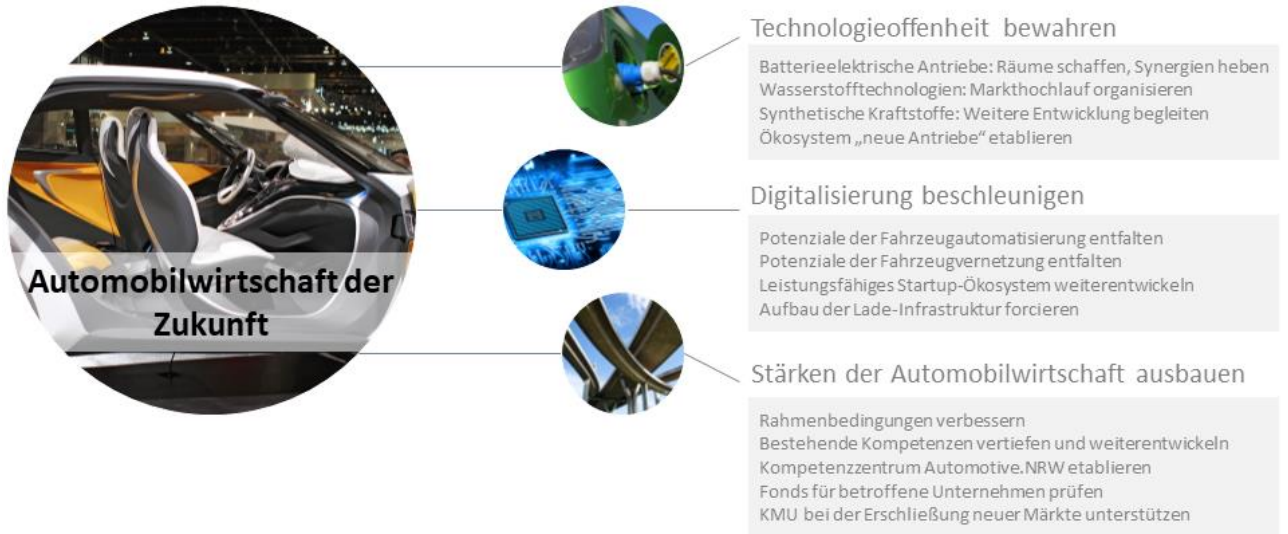 Automobilwirtschaft der
Zukunft
Technologieoffenheit bewahren
Batterieelektrische Antriebe: Räume schaffen, Synergien heben
Wasserstofftechnologien: Markthochlauf organisieren
Synthetische Kraftstoffe: Weitere Entwicklung begleiten
Ökosystem „neue Antriebe“ etablieren
Digitalisierung beschleunigen
Potenziale der Fahrzeugautomatisierung entfalten
Potenziale der Fahrzeugvernetzung entfalten
Leistungsfähiges Startup-Ökosystem weiterentwickeln
Aufbau der Lade-Infrastruktur forcieren
Stärken der Automobilwirtschaft ausbauen
Rahmenbedingungen verbessern
Bestehende Kompetenzen vertiefen und weiterentwickeln
Kompetenzzentrum Automotive.NRW etablieren
Fonds für betroffene Unternehmen prüfen
KMU bei der Erschließung neuer Märkte unterstützen